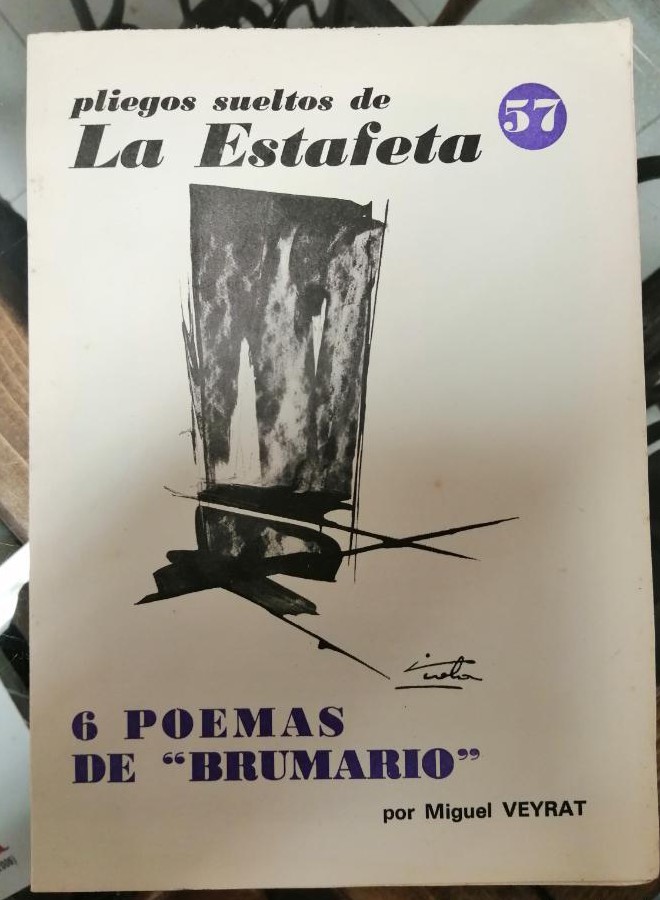 pliegos sueltos de
La Estafeta
57
6 POEMAS
DE “BRUMARIO”
por Miguel VEYRAT